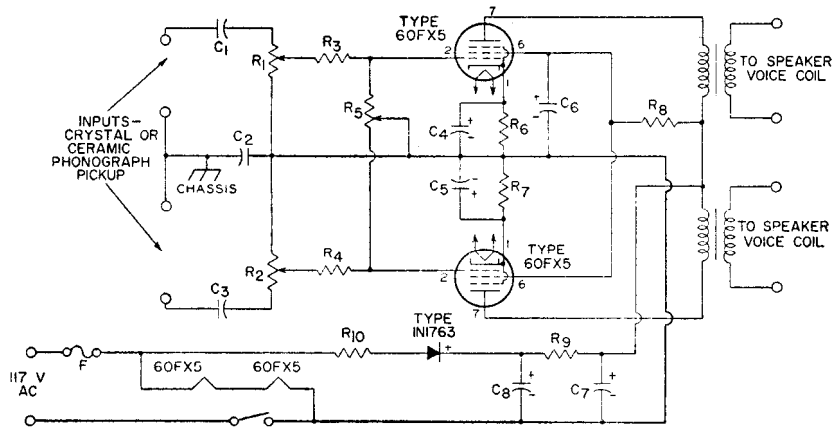 TYPE
60FX5
7
2
6
1
C1
R1
R3
R5
C4
R6
C6
R8
TO SPEAKER
VOICE COIL
INPUTS-
CRYSTAL OR
CERAMIC
PHONOGRAPH
PICKUP
CHASSIS
C2
C5
R7
TO SPEAKER
VOICE COIL
R2
R4
C3
2
1
6
7
TYPE
60FX5
TYPE
IN1763
117 V
AC
F
60FX5
60FX5
R10
+
R9
C8
+
-
C7
+
-